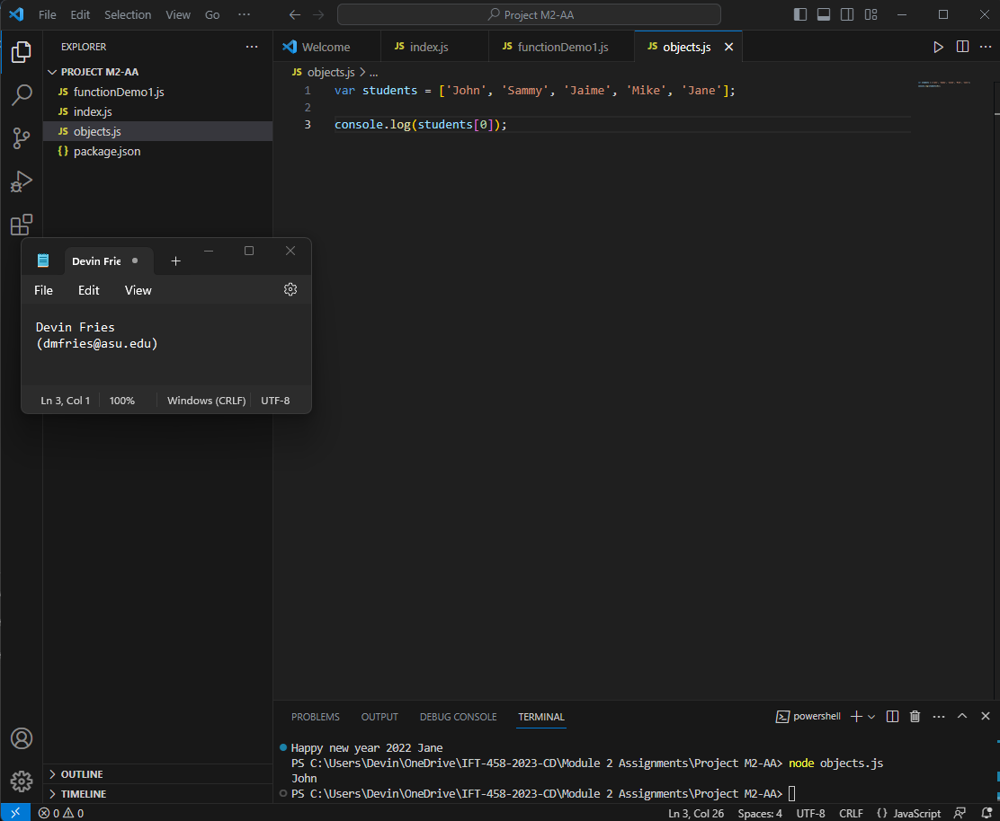 File Edit Selection View Go ···
Project M2-AA
EXPLORER
PROJECT M2-AA
JS functionDemo1.js
JS index.js
JS objects.js
{} package.json
Welcome
JS index.js
JS functionDemo1.js
JS objects.js
JS objects.js > ...
1 var students = ['John', 'Sammy', 'Jaime', 'Mike', 'Jane'];
2
3 console.log(students[0]);
Devin Frie
File Edit View
Devin Fries
(dmfries@asu.edu)
Ln 3, Col 1 100% Windows (CRLF) UTF-8
OUTLINE
TIMELINE
PROBLEMS OUTPUT DEBUG CONSOLE TERMINAL
powershell
Happy new year 2022 Jane
PS C:\Users\Devin\OneDrive\IFT-458-2023-CD\Module 2 Assignments\Project M2-AA> node objects.js
John
PS C:\Users\Devin\OneDrive\IFT-458-2023-CD\Module 2 Assignments\Project M2-AA>
0 0 Ln 3, Col 26 Spaces: 4 UTF-8 CRLF {} JavaScript